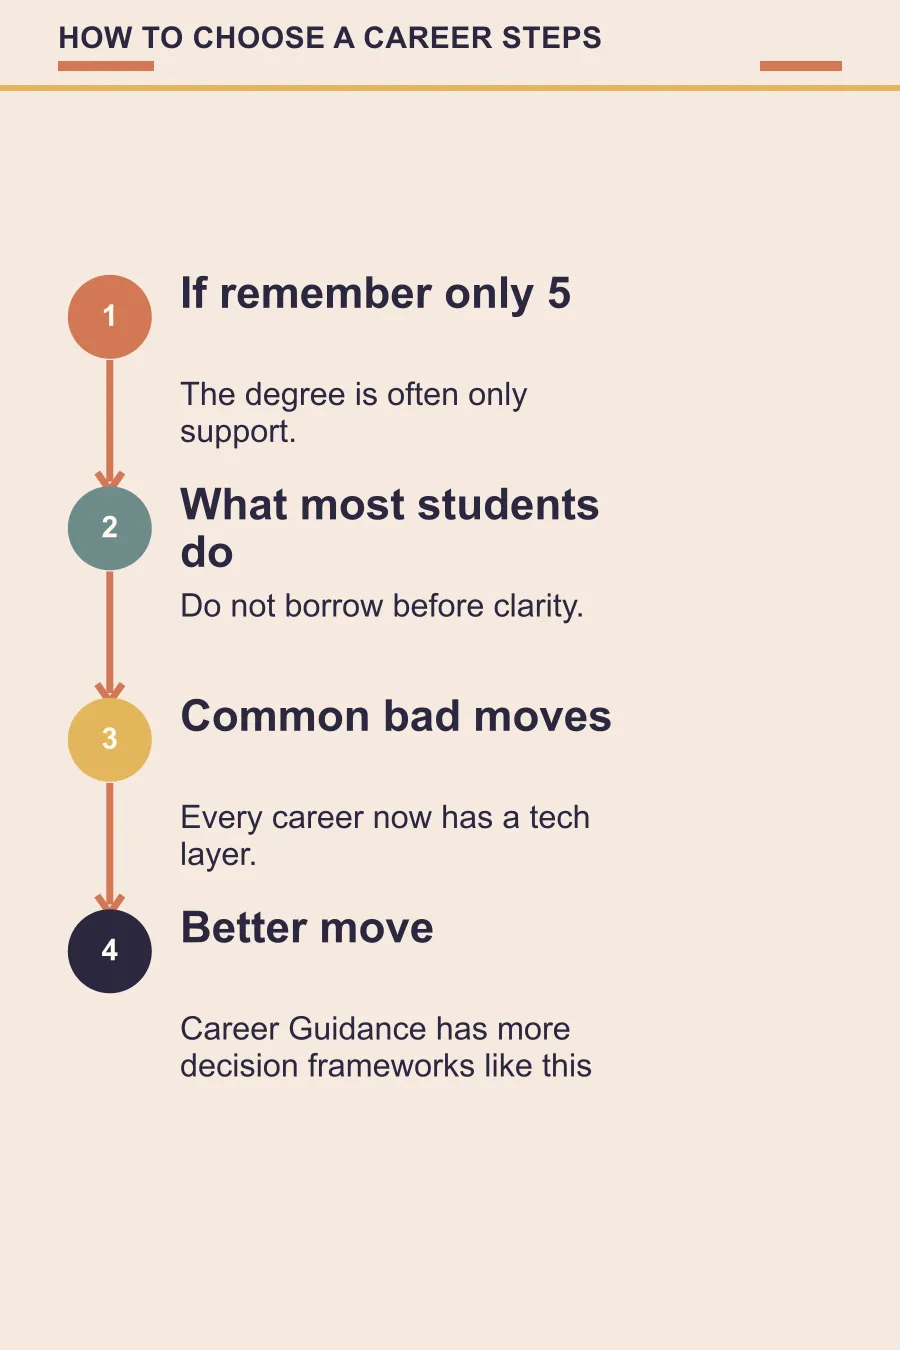 HOW TO CHOOSE A CAREER STEPS
1
If remember only 5
The degree is often only
support.
2
What most students
do
Do not borrow before clarity.
3
Common bad moves
Every career now has a tech
layer.
4
Better move
Career Guidance has more
decision frameworks like this